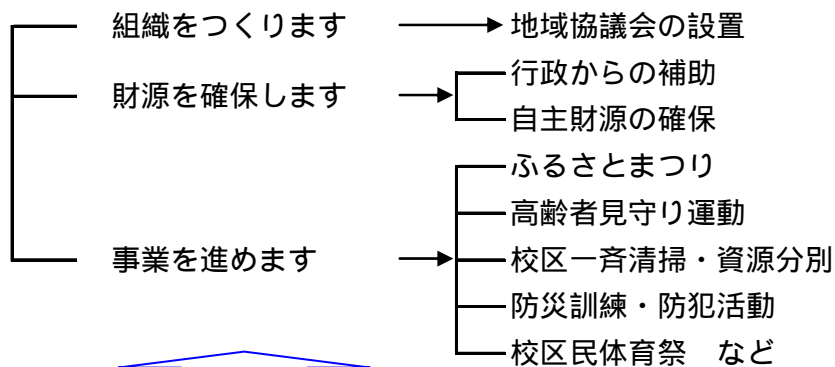 組織をつくります 地域協議会の設置
財源を確保します 行政からの補助
自主財源の確保
ふるさとまつり
高齢者見守り運動
事業を進めます 校区一斉清掃・資源分別
防災訓練・防犯活動
校区民体育祭 など